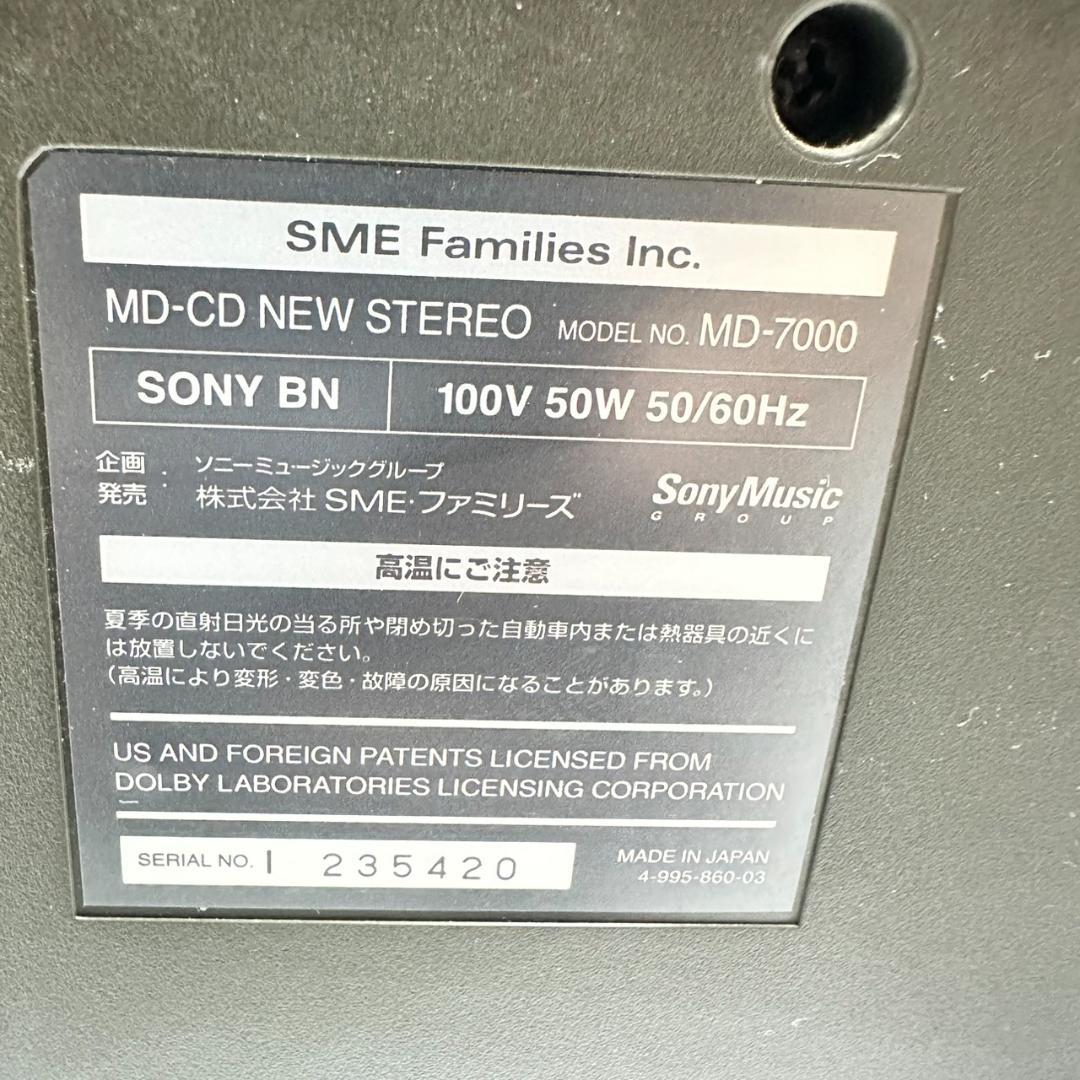 SME Families Inc.
MD-CD NEW STEREO MODEL NO. MD-7000
SONY BN 100V 50W 50/60Hz
企画 : ソニーミュージックグループ
発売 株式会社 SME・ファミリーズ
SonyMusic
GROUP
高温にご注意
夏季の直射日光の当る所や閉め切った自動車内または熱器具の近くに
は放置しないでください。
(高温により変形・変色・故障の原因になることがあります。)
US AND FOREIGN PATENTS LICENSED FROM
DOLBY LABORATORIES LICENSING CORPORATION
SERIAL NO. 235420
MADE IN JAPAN
4-995-860-03